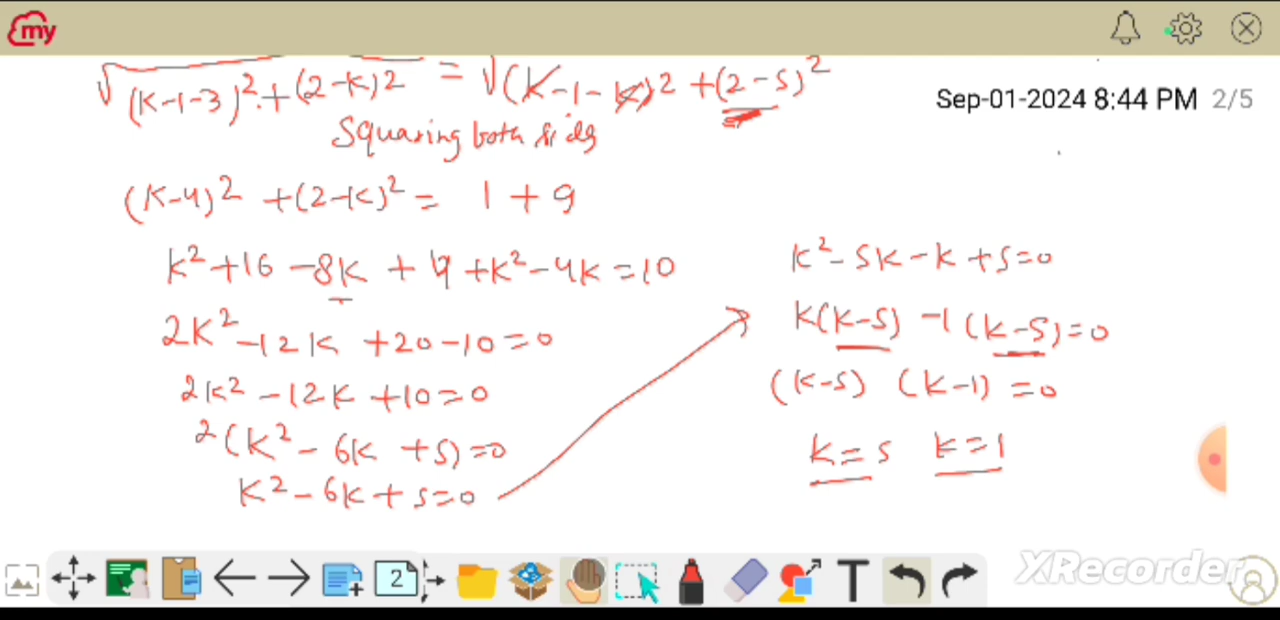 my
√(K-1-3)²+(2-K)² = √(K-1-K)²+(2-5)²
Sep-01-2024 8:44 PM 2/5
Squaring both sides
(K-4)² +(2-K)² = 1+9
K²+16 -8K + 4 +K²-4K=10
2K²-12K +20-10=0
2K²-12K +10=0
2(K²-6K +5)=0
K²-6K+5=0
K²-5K-K+5=0
K(K-5) -1(K-5)=0
(K-5) (K-1) =0
K=5 K=1
2
T
XRecorder